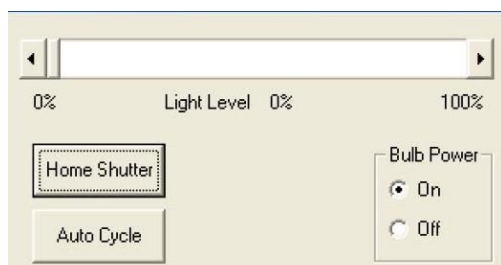 0% Light Level 0% 100%
Home Shutter
Auto Cycle
Bulb Power
On
Off